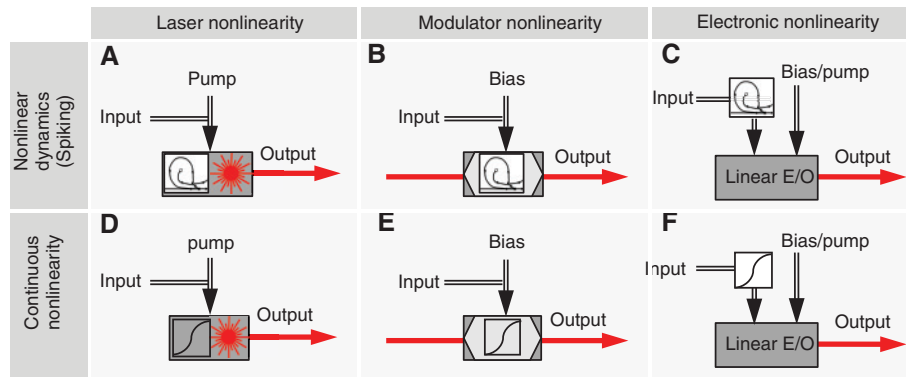 Laser nonlinearity
Modulator nonlinearity
Electronic nonlinearity
Nonlinear
dynamics
(Spiking)
A
Pump
Input
Output
B
Bias
Input
Output
C
Bias/pump
Input
Output
Linear E/O
Continuous
nonlinearity
D
pump
Input
Output
E
Bias
Input
Output
F
Bias/pump
Input
Output
Linear E/O